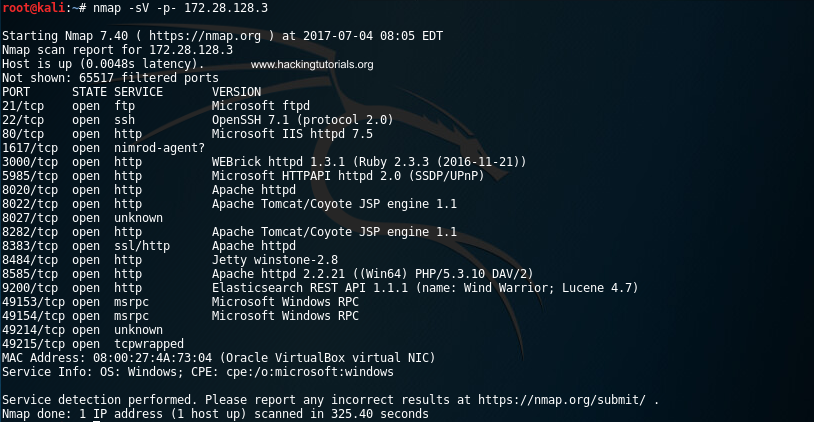 root@kali:~# nmap -sV -p- 172.28.128.3
Starting Nmap 7.40 ( https://nmap.org ) at 2017-07-04 08:05 EDT
Nmap scan report for 172.28.128.3
Host is up (0.0048s latency).
www.hackingtutorials.org
Not shown: 65517 filtered ports
PORT      STATE SERVICE       VERSION
21/tcp    open  ftp           Microsoft ftpd
22/tcp    open  ssh           OpenSSH 7.1 (protocol 2.0)
80/tcp    open  http          Microsoft IIS httpd 7.5
1617/tcp  open  nimrod-agent?
3000/tcp  open  http          WEBrick httpd 1.3.1 (Ruby 2.3.3 (2016-11-21))
5985/tcp  open  http          Microsoft HTTPAPI httpd 2.0 (SSDP/UPnP)
8020/tcp  open  http          Apache httpd
8022/tcp  open  http          Apache Tomcat/Coyote JSP engine 1.1
8027/tcp  open  unknown
8282/tcp  open  http          Apache Tomcat/Coyote JSP engine 1.1
8383/tcp  open  ssl/http      Apache httpd
8484/tcp  open  http          Jetty winstone-2.8
8585/tcp  open  http          Apache httpd 2.2.21 ((Win64) PHP/5.3.10 DAV/2)
9200/tcp  open  http          Elasticsearch REST API 1.1.1 (name: Wind Warrior; Lucene 4.7)
49153/tcp open  msrpc         Microsoft Windows RPC
49154/tcp open  msrpc         Microsoft Windows RPC
49214/tcp open  unknown
49215/tcp open  tcpwrapped
MAC Address: 08:00:27:4A:73:04 (Oracle VirtualBox virtual NIC)
Service Info: OS: Windows; CPE: cpe:/o:microsoft:windows
Service detection performed. Please report any incorrect results at https://nmap.org/submit/ .
Nmap done: 1 IP address (1 host up) scanned in 325.40 seconds